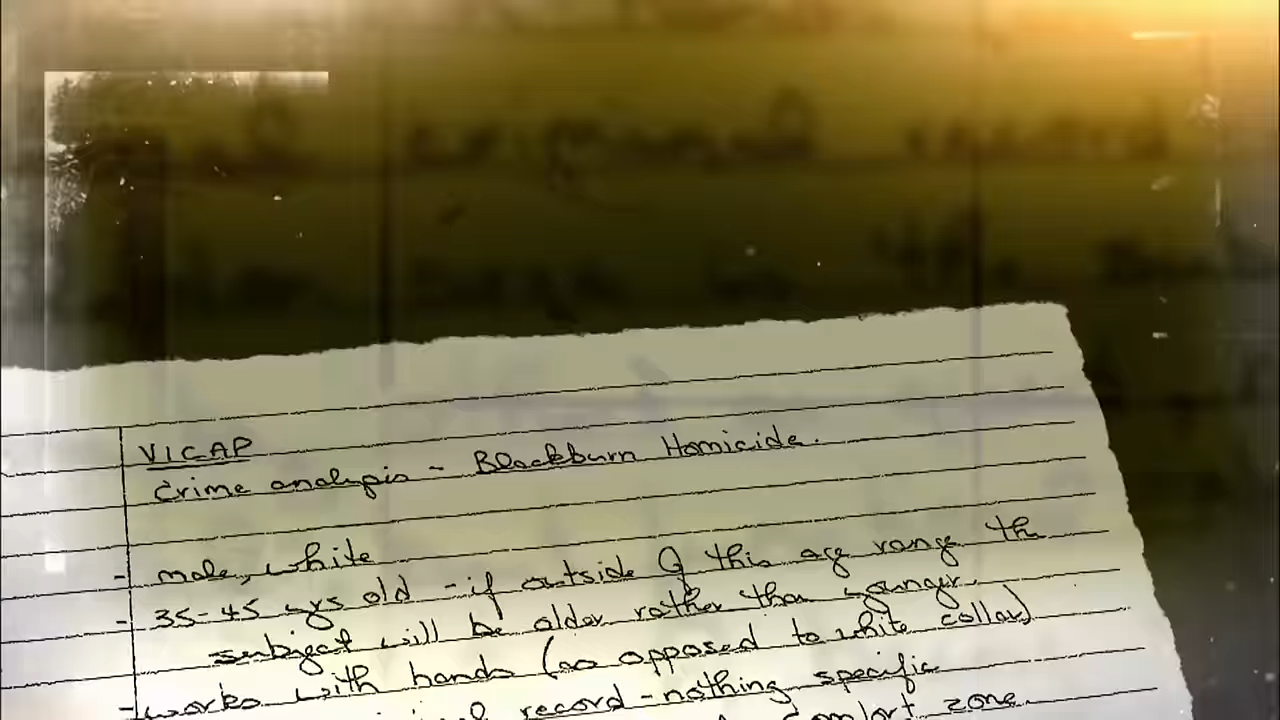 VICAP
Crime analysis - Blackburn Homicide.
- male, white
- 35-45 yrs old - if outside of this age range the
subject will be older rather than younger.
- works with hands (as opposed to white collar)
record - nothing specific
comfort zone